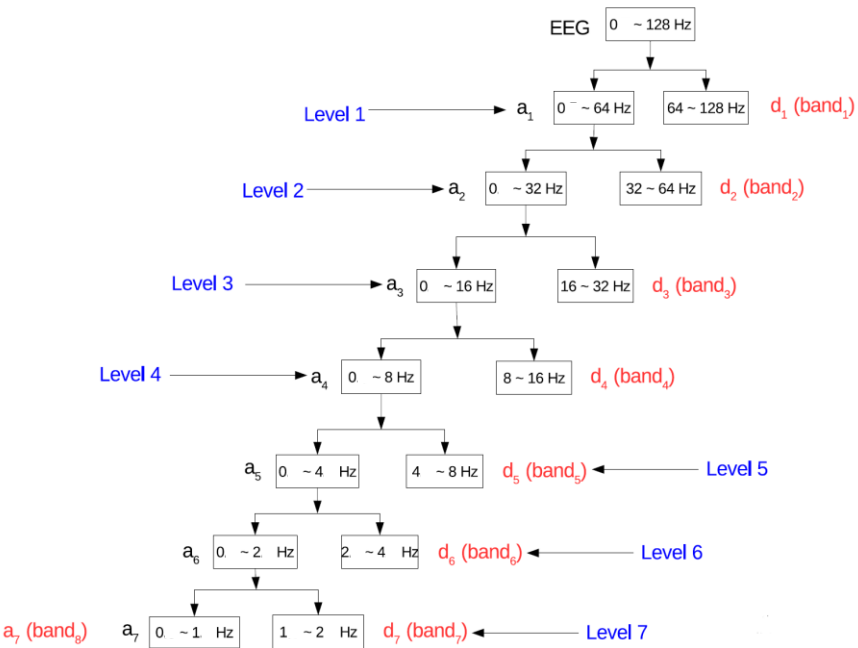 EEG 0 ~ 128 Hz
Level 1 a₁ 0 ~ 64 Hz 64 ~ 128 Hz d₁ (band₁)
Level 2 a₂ 0. ~ 32 Hz 32 ~ 64 Hz d₂ (band₂)
Level 3 a₃ 0 ~ 16 Hz 16 ~ 32 Hz d₃ (band₃)
Level 4 a₄ 0. ~ 8 Hz 8 ~ 16 Hz d₄ (band₄)
a₅ 0. ~ 4 Hz 4 ~ 8 Hz d₅ (band₅) Level 5
a₆ 0. ~ 2. Hz 2. ~ 4 Hz d₆ (band₆) Level 6
a₇ (band₈) a₇ 0. ~ 1. Hz 1 ~ 2 Hz d₇ (band₇) Level 7